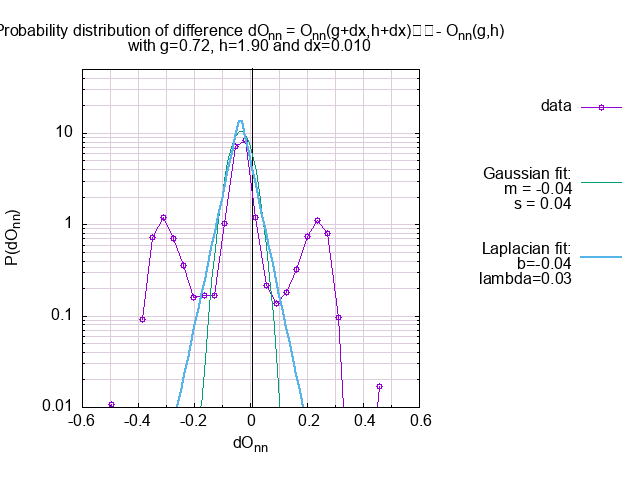 Probability distribution of difference dOnn = Onn(g+dx,h+dx)□□- Onn(g,h)
with g=0.72, h=1.90 and dx=0.010
data
Gaussian fit:
m = -0.04
s = 0.04
Laplacian fit:
b=-0.04
lambda=0.03
P(dOnn)
10
1
0.1
0.01
-0.6
-0.4
-0.2
0
0.2
0.4
0.6
dOnn